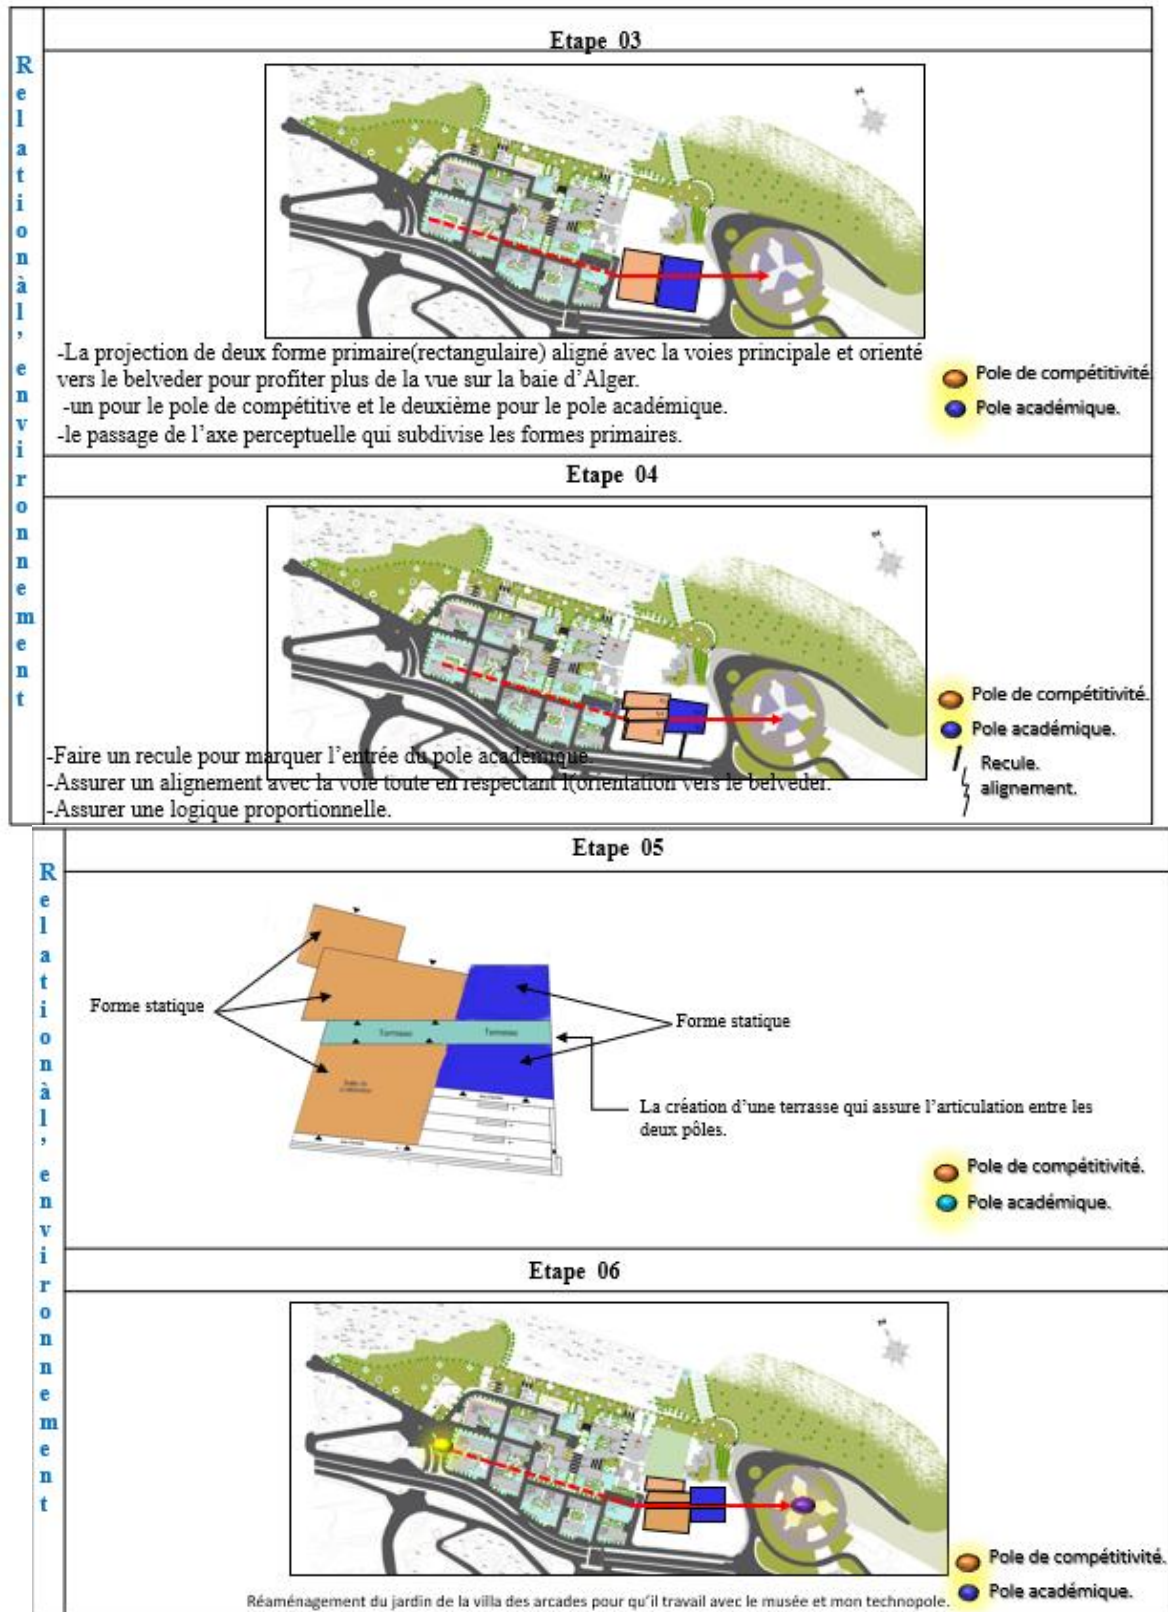 Relation à l' environnement
Etape 03
-La projection de deux forme primaire(rectangulaire) aligné avec la voies principale et orienté
vers le belveder pour profiter plus de la vue sur la baie d'Alger.
-un pour le pole de compétitive et le deuxième pour le pole académique.
-le passage de l'axe perceptuelle qui subdivise les formes primaires.
Pole de compétitivité.
Pole académique.
Etape 04
-Faire un recule pour marquer l'entrée du pole académique.
-Assurer un alignement avec la voie toute en respectant l(orientation vers le belveder.
-Assurer une logique proportionnelle.
Pole de compétitivité.
Pole académique.
Recule.
alignement.
Relation à l' environnement
Etape 05
Forme statique
Terrasse
Terrasse
Forme statique
La création d'une terrasse qui assure l'articulation entre les
deux pôles.
Pole de compétitivité.
Pole académique.
Etape 06
Pole de compétitivité.
Pole académique.
Réaménagement du jardin de la villa des arcades pour qu'il travail avec le musée et mon technopole.